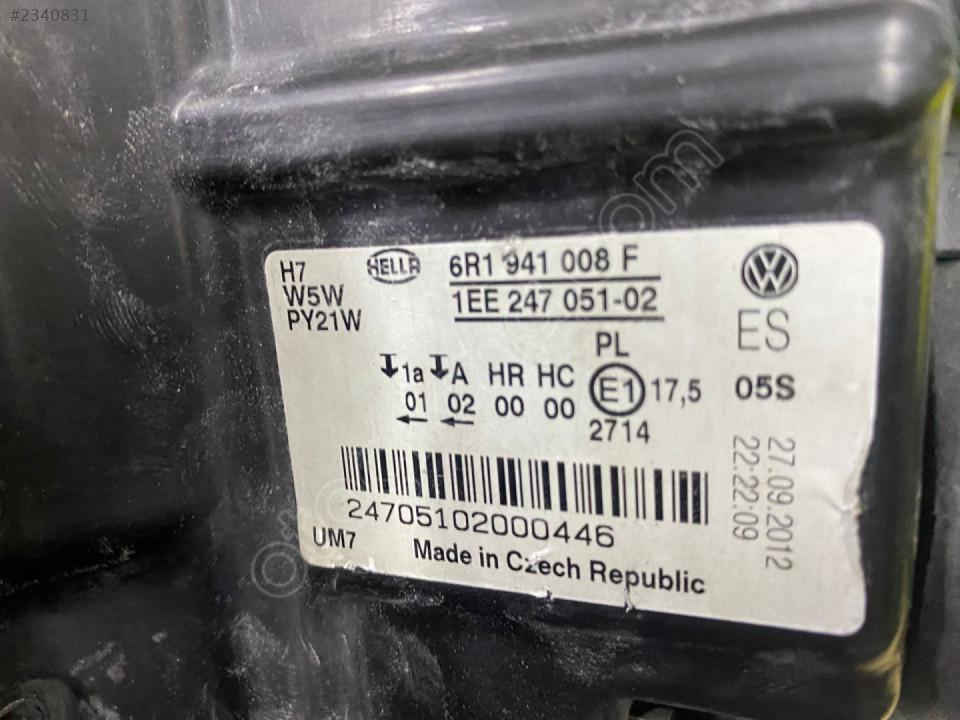 #2340831
H7
W5W
PY21W
HELLA
6R1 941 008 F
1EE 247 051-02
VW
ES
PL
1a A HR HC
E1
17,5
05S
01 02 00 00
2714
27.09.2012
22:22:09
24705102000446
UM7
Made in Czech Republic
om